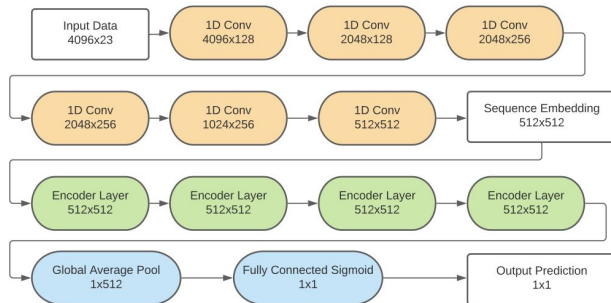 Input Data
4096x23
1D Conv
4096x128
1D Conv
2048x128
1D Conv
2048x256
1D Conv
2048x256
1D Conv
1024x256
1D Conv
512x512
Sequence Embedding
512x512
Encoder Layer
512x512
Encoder Layer
512x512
Encoder Layer
512x512
Encoder Layer
512x512
Global Average Pool
1x512
Fully Connected Sigmoid
1x1
Output Prediction
1x1